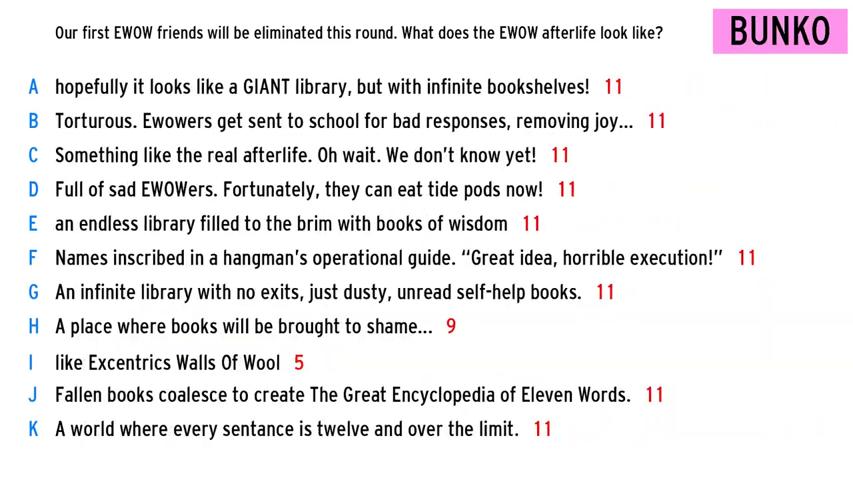 Our first EWOW friends will be eliminated this round. What does the EWOW afterlife look like?
BUNKO
A hopefully it looks like a GIANT library, but with infinite bookshelves! 11
B Torturous. Ewowers get sent to school for bad responses, removing joy... 11
C Something like the real afterlife. Oh wait. We don't know yet! 11
D Full of sad EWOWers. Fortunately, they can eat tide pods now! 11
E an endless library filled to the brim with books of wisdom 11
F Names inscribed in a hangman's operational guide. “Great idea, horrible execution!” 11
G An infinite library with no exits, just dusty, unread self-help books. 11
H A place where books will be brought to shame... 9
I like Excentrics Walls Of Wool 5
J Fallen books coalesce to create The Great Encyclopedia of Eleven Words. 11
K A world where every sentence is twelve and over the limit. 11